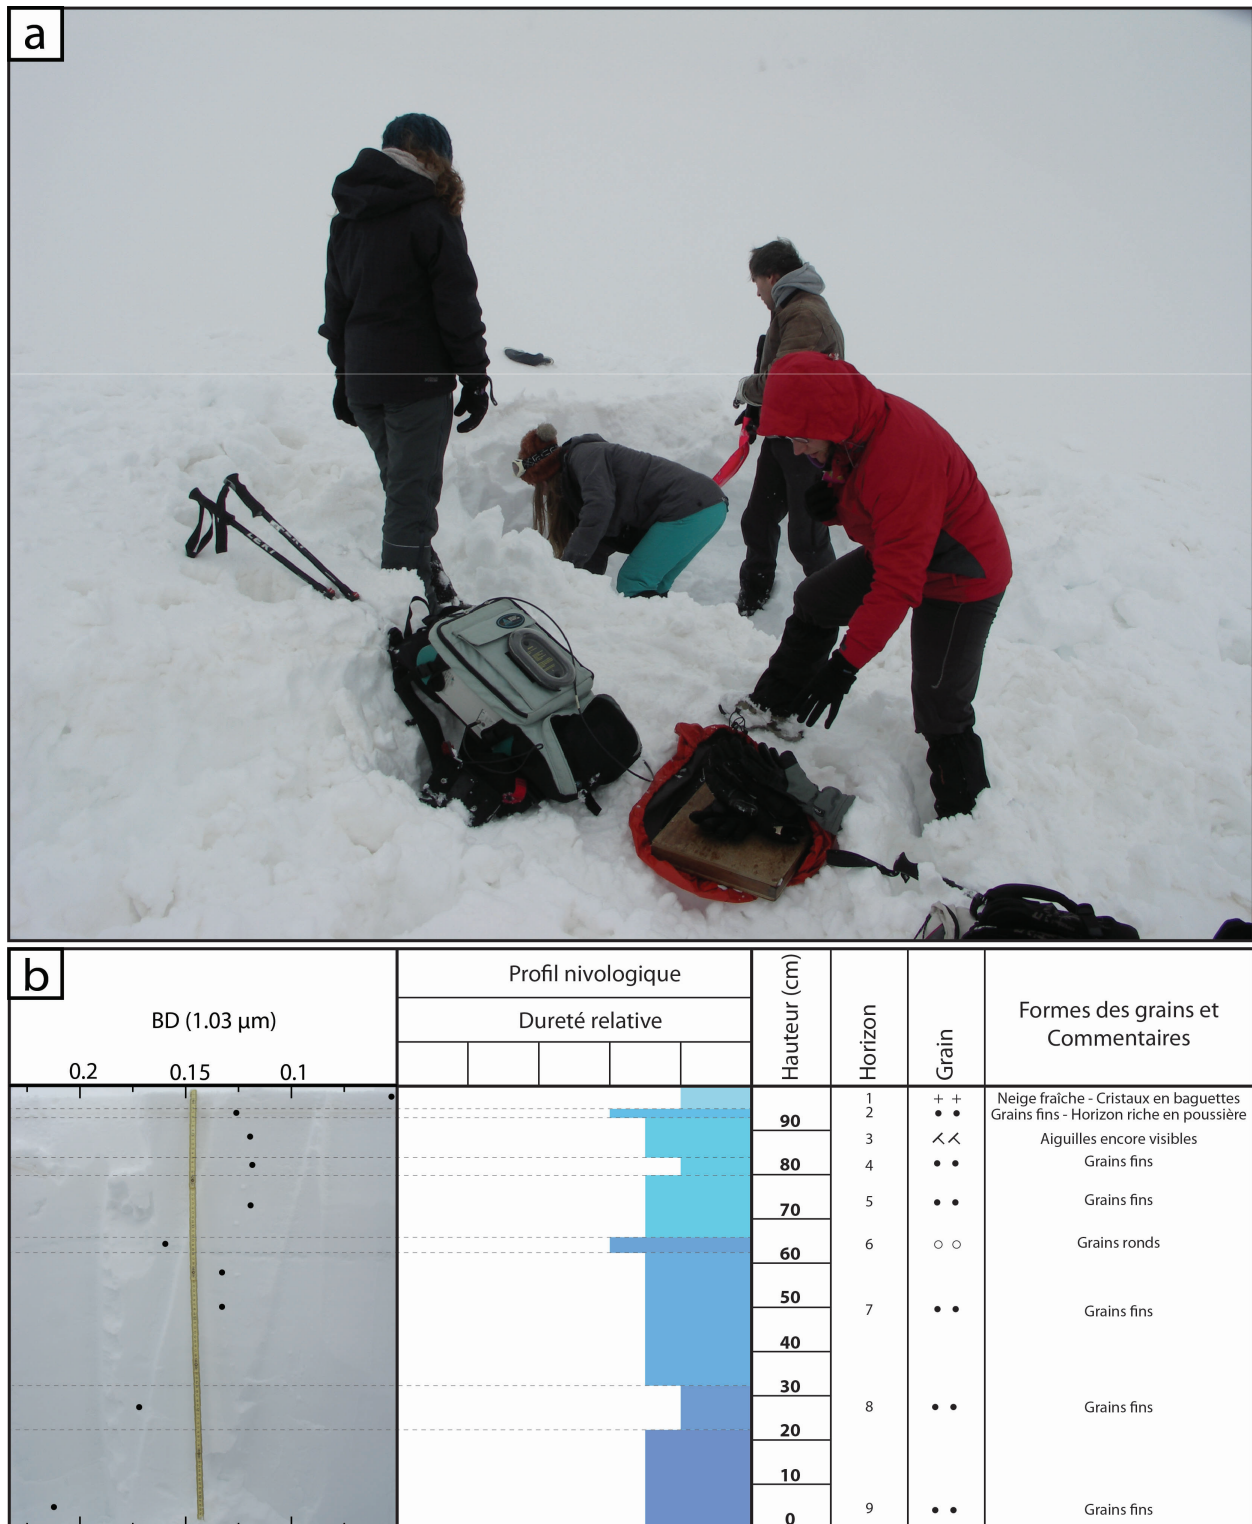 a
LEKI
b
BD (1.03 µm)
0.2 0.15 0.1
Profil nivologique
Dureté relative
Hauteur (cm)
Horizon
Grain
Formes des grains et
Commentaires
1 + + Neige fraîche - Cristaux en baguettes
2 Grains fins - Horizon riche en poussière
90
3 Aiguilles encore visibles
80 4 Grains fins
70 5 Grains fins
60 6 Grains ronds
50 7 Grains fins
40
30
8 Grains fins
20
10
0 9 Grains fins